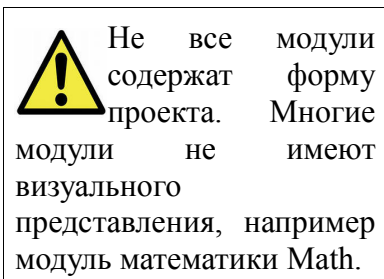 Не все модули
содержат форму
проекта. Многие
модули не имеют
визуального
представления, например
модуль математики Math.